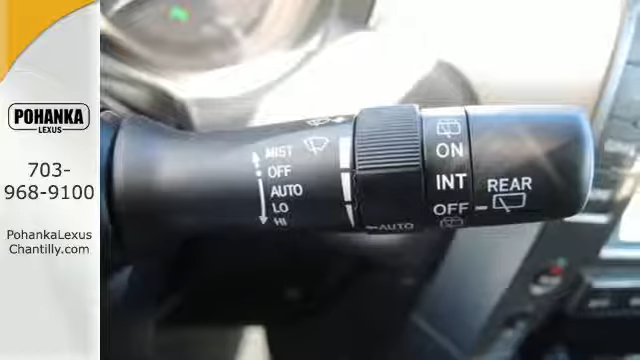 POHANKA
LEXUS
703-
968-9100
PohankaLexus
Chantilly.com
MIST
OFF
AUTO
LO
HI
AUTO
ON
INT
OFF
REAR